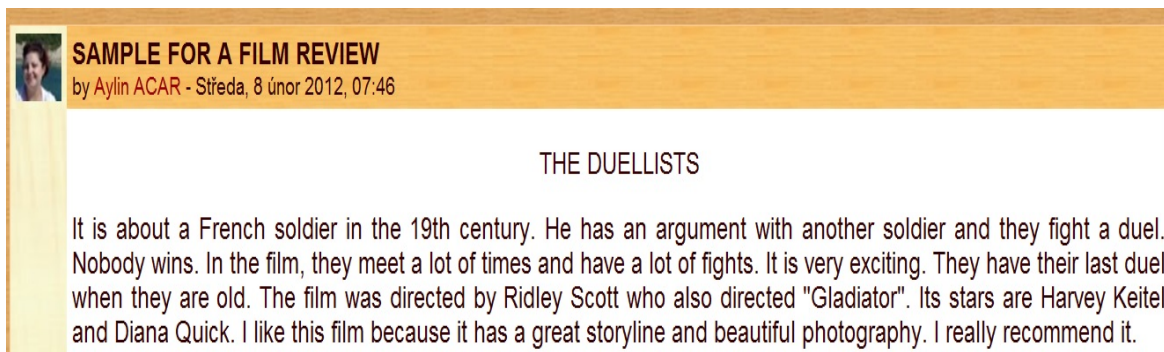 SAMPLE FOR A FILM REVIEW
by Aylin ACAR - Středa, 8 únor 2012, 07:46
THE DUELLISTS
It is about a French soldier in the 19th century. He has an argument with another soldier and they fight a duel.
Nobody wins. In the film, they meet a lot of times and have a lot of fights. It is very exciting. They have their last duel
when they are old. The film was directed by Ridley Scott who also directed "Gladiator". Its stars are Harvey Keitel
and Diana Quick. I like this film because it has a great storyline and beautiful photography. I really recommend it.